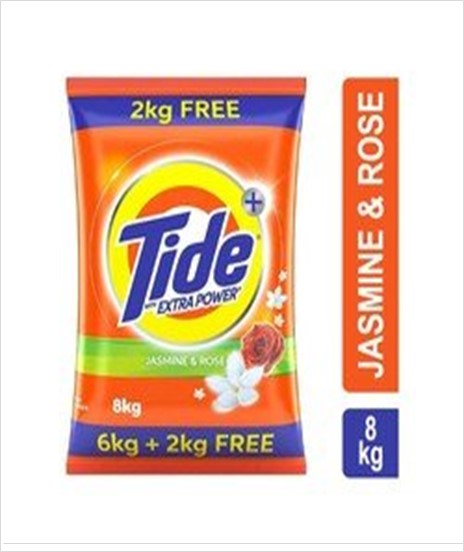 2kg FREE
Tide
+
WITH EXTRA POWER
JASMINE & ROSE
8kg
6kg + 2kg FREE
JASMINE & ROSE
8
kg